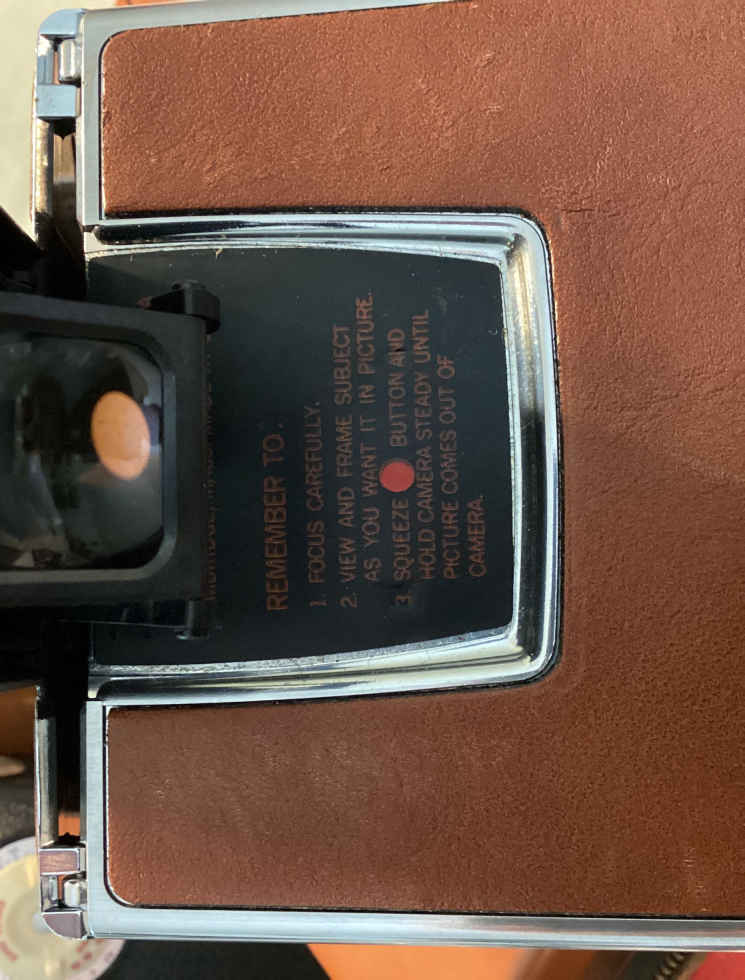 REMEMBER TO:
1. FOCUS CAREFULLY.
2. VIEW AND FRAME SUBJECT
AS YOU WANT IT IN PICTURE.
3. SQUEEZE BUTTON AND
HOLD CAMERA STEADY UNTIL
PICTURE COMES OUT OF
CAMERA.